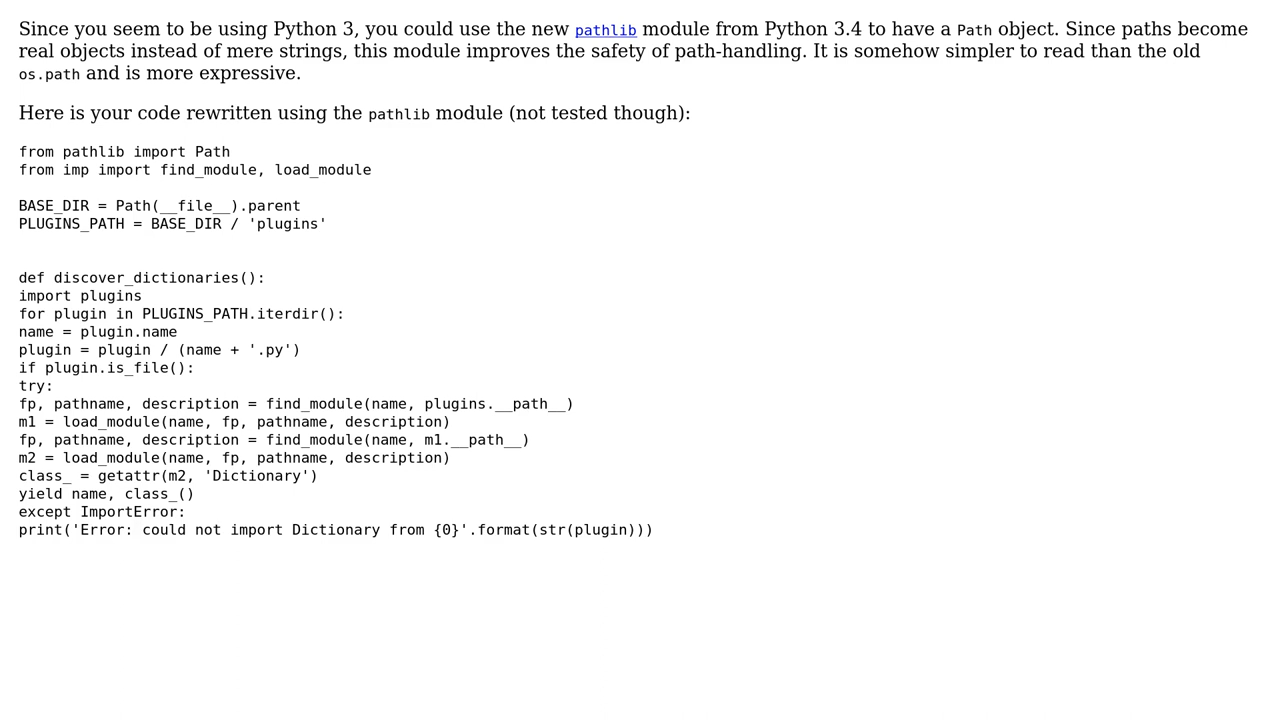 Since you seem to be using Python 3, you could use the new pathlib module from Python 3.4 to have a Path object. Since paths become
real objects instead of mere strings, this module improves the safety of path-handling. It is somehow simpler to read than the old
os.path and is more expressive.
Here is your code rewritten using the pathlib module (not tested though):
from pathlib import Path
from imp import find_module, load_module
BASE_DIR = Path(__file__).parent
PLUGINS_PATH = BASE_DIR / 'plugins'
def discover_dictionaries():
import plugins
for plugin in PLUGINS_PATH.iterdir():
name = plugin.name
plugin = plugin / (name + '.py')
if plugin.is_file():
try:
fp, pathname, description = find_module(name, plugins.__path__)
m1 = load_module(name, fp, pathname, description)
fp, pathname, description = find_module(name, m1.__path__)
m2 = load_module(name, fp, pathname, description)
class_ = getattr(m2, 'Dictionary')
yield name, class_()
except ImportError:
print('Error: could not import Dictionary from {0}'.format(str(plugin)))